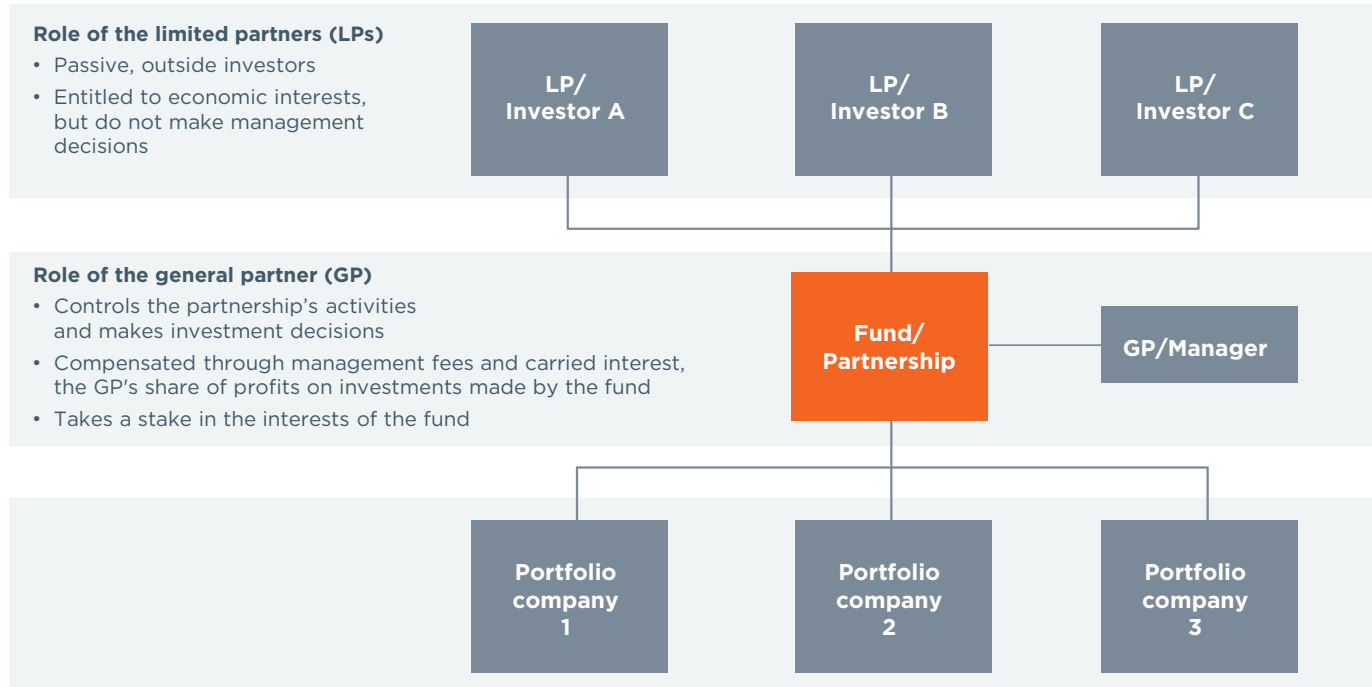 Role of the limited partners (LPs)
• Passive, outside investors
• Entitled to economic interests,
but do not make management
decisions
LP/
Investor A
LP/
Investor B
LP/
Investor C
Role of the general partner (GP)
• Controls the partnership’s activities
and makes investment decisions
• Compensated through management fees and carried interest,
the GP's share of profits on investments made by the fund
• Takes a stake in the interests of the fund
Fund/
Partnership
GP/Manager
Portfolio
company
1
Portfolio
company
2
Portfolio
company
3